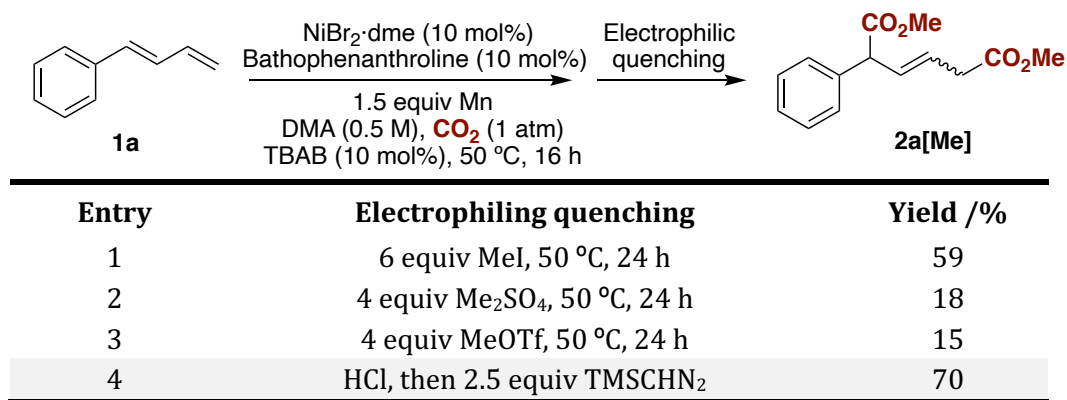 NiBr₂·dme (10 mol%)
Bathophenanthroline (10 mol%)
1.5 equiv Mn
DMA (0.5 M), CO₂ (1 atm)
TBAB (10 mol%), 50 ºC, 16 h
Electrophilic
quenching
CO₂Me
CO₂Me
1a
2a[Me]
Entry Electrophiling quenching Yield /%
1 6 equiv MeI, 50 ºC, 24 h 59
2 4 equiv Me₂SO₄, 50 ºC, 24 h 18
3 4 equiv MeOTf, 50 ºC, 24 h 15
4 HCl, then 2.5 equiv TMSCHN₂ 70